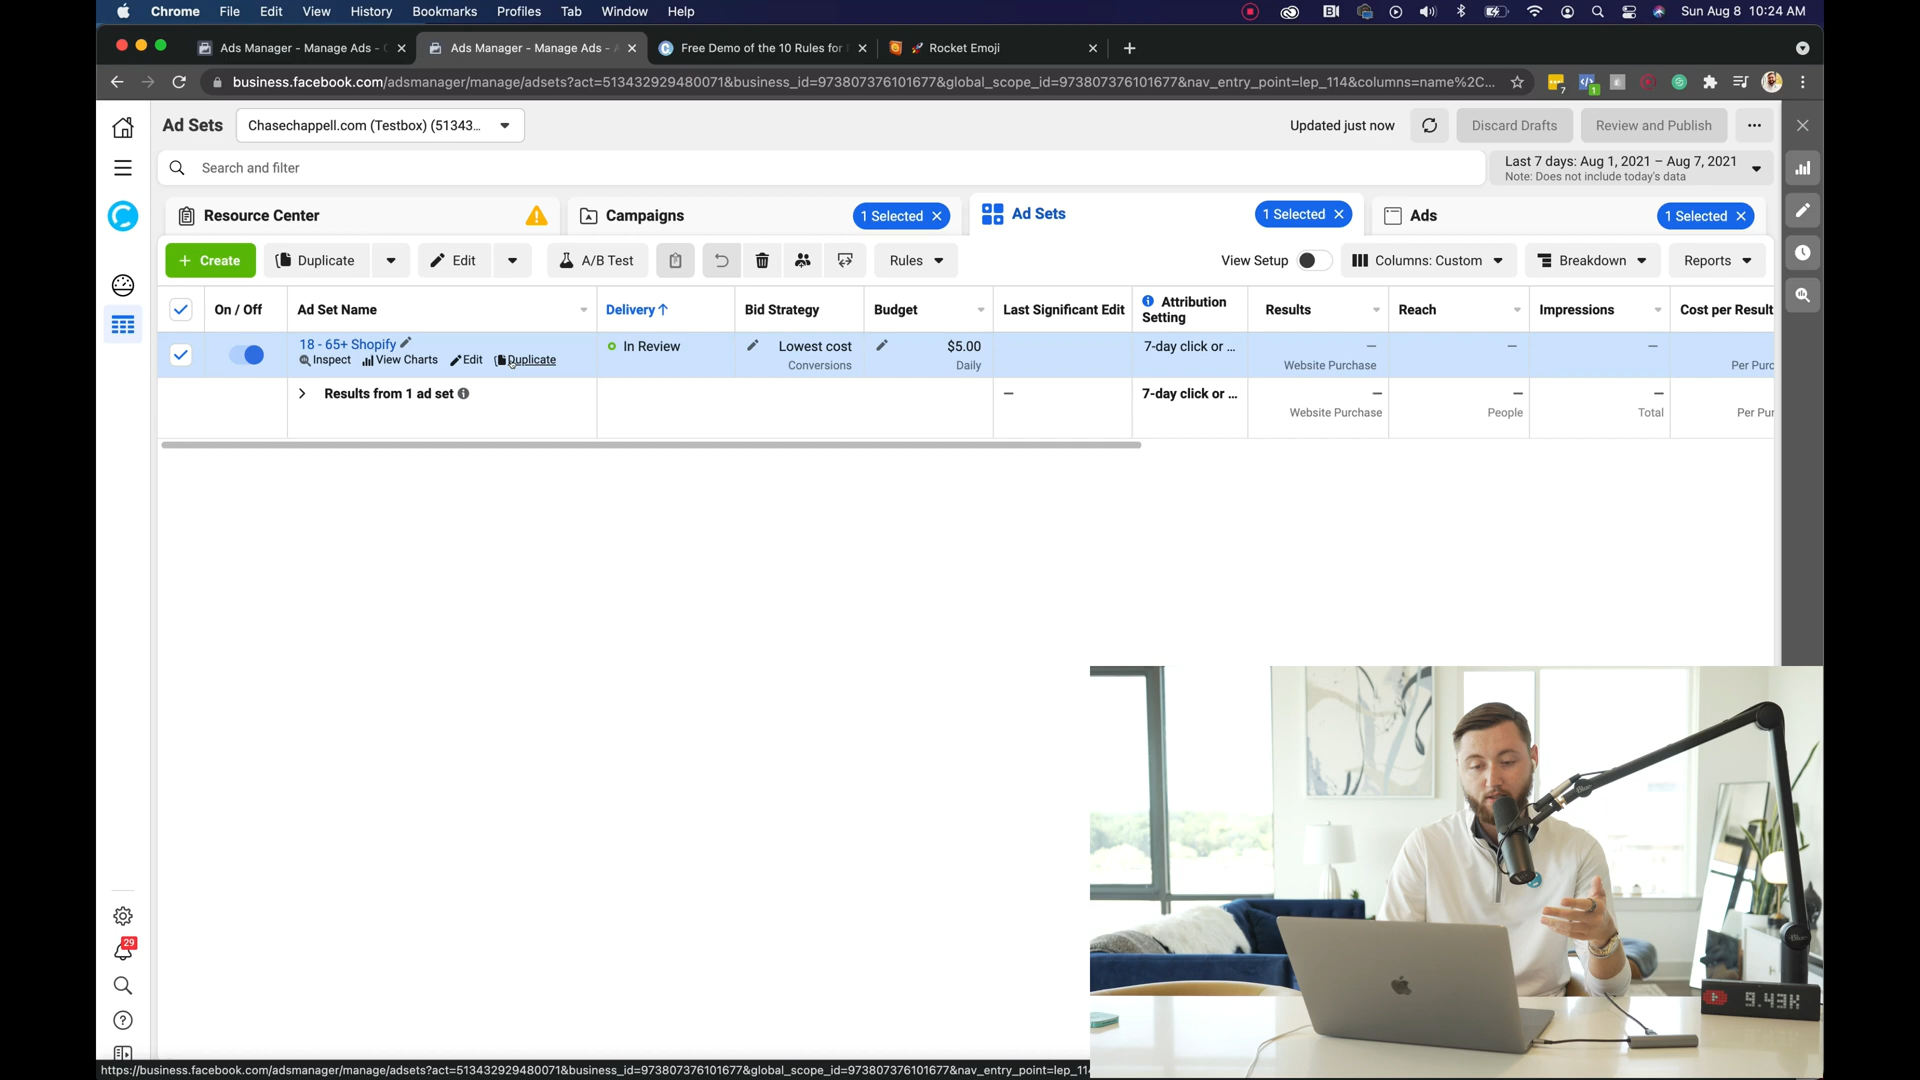 Chrome File Edit View History Bookmarks Profiles Tab Window Help Sun Aug 8 10:24 AM
Ads Manager - Manage Ads - Ads Manager - Manage Ads - Free Demo of the 10 Rules for 🚀 Rocket Emoji
business.facebook.com/adsmanager/manage/adsets?act=513432929480071&business_id=973807376101677&global_scope_id=973807376101677&nav_entry_point=lep_114&columns=name%2C... 7 1
Ad Sets Chasechappell.com (Testbox) (51343... Updated just now Discard Drafts Review and Publish ...
Search and filter Last 7 days: Aug 1, 2021 – Aug 7, 2021
Note: Does not include today's data
Resource Center Campaigns 1 Selected Ad Sets 1 Selected Ads 1 Selected
+ Create Duplicate Edit A/B Test Rules View Setup Columns: Custom Breakdown Reports
On / Off Ad Set Name Delivery ↑ Bid Strategy Budget Last Significant Edit Attribution Setting Results Reach Impressions Cost per Result
18 - 65+ Shopify In Review Lowest cost $5.00 7-day click or ... — — —
Inspect View Charts Edit Duplicate Conversions Daily Website Purchase Per Purc
Results from 1 ad set — 7-day click or ... — — —
Website Purchase People Total Per Pur
29
9.43K
https://business.facebook.com/adsmanager/manage/adsets?act=513432929480071&business_id=973807376101677&global_scope_id=973807376101677&nav_entry_point=lep_11